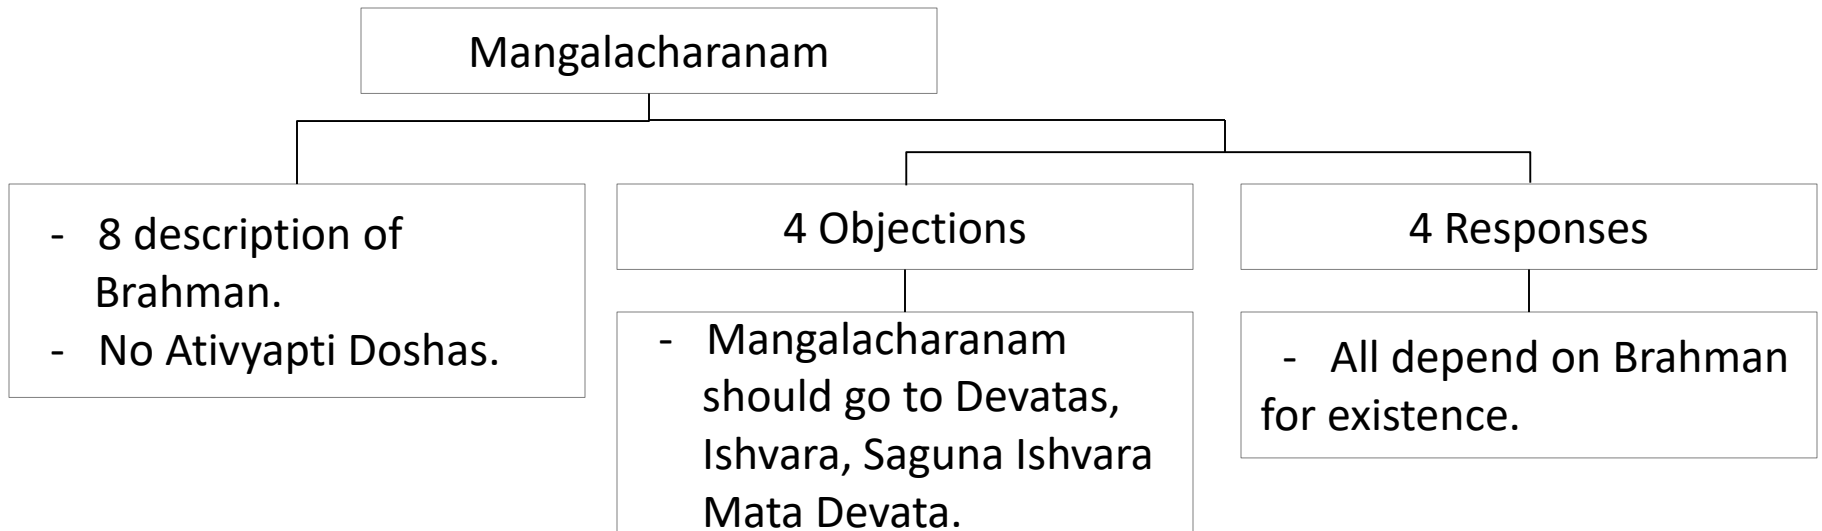 Mangalacharanam
- 8 description of
Brahman.
- No Ativyapti Doshas.
4 Objections
- Mangalacharanam
should go to Devatas,
Ishvara, Saguna Ishvara
Mata Devata.
4 Responses
- All depend on Brahman
for existence.